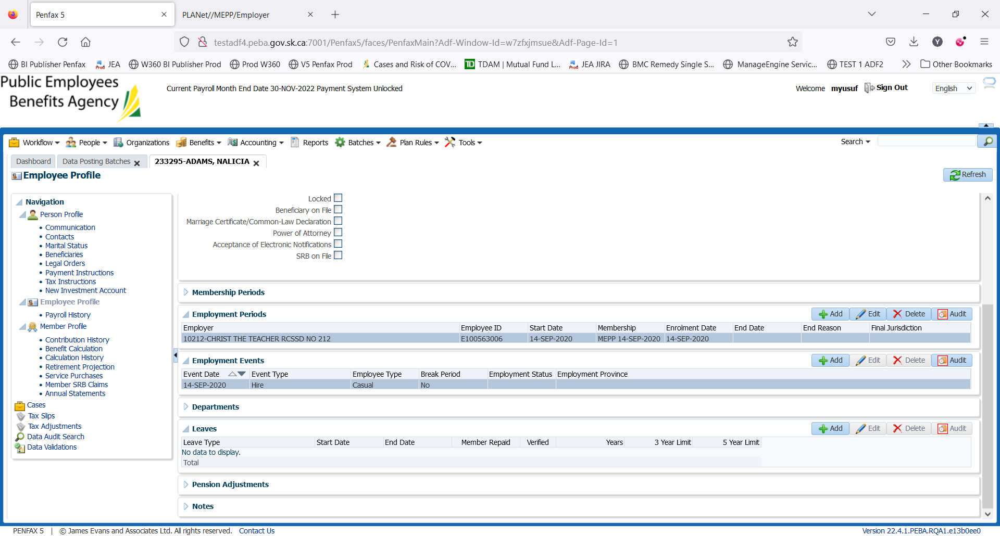 Penfax 5
PLANet//MEPP/Employer
testadf4.peba.gov.sk.ca:7001/Penfax5/faces/PenfaxMain?Adf-Window-Id=w7zfxjmsue&Adf-Page-Id=1
BI Publisher Penfax JEA W360 BI Publisher Prod Prod W360 V5 Penfax Prod Cases and Risk of COV... TDAM | Mutual Fund L... JEA JIRA BMC Remedy Single S... ManageEngine Servic... TEST 1 ADF2 Other Bookmarks
Public Employees
Benefits Agency
Current Payroll Month End Date 30-NOV-2022 Payment System Unlocked
Welcome myusuf Sign Out English
Workflow People Organizations Benefits Accounting Reports Batches Plan Rules Tools Search
Dashboard Data Posting Batches 233295-ADAMS, NALICIA
Employee Profile
Refresh
Navigation
Person Profile
Communication
Contacts
Marital Status
Beneficiaries
Legal Orders
Payment Instructions
Tax Instructions
New Investment Account
Employee Profile
Payroll History
Member Profile
Contribution History
Benefit Calculation
Calculation History
Retirement Projection
Service Purchases
Member SRB Claims
Annual Statements
Cases
Tax Slips
Tax Adjustments
Data Audit Search
Data Validations
Locked
Beneficiary on File
Marriage Certificate/Common-Law Declaration
Power of Attorney
Acceptance of Electronic Notifications
SRB on File
Membership Periods
Employment Periods Add Edit Delete Audit
Employer Employee ID Start Date Membership Enrolment Date End Date End Reason Final Jurisdiction
10212-CHRIST THE TEACHER RCSSD NO 212 E100563006 14-SEP-2020 MEPP 14-SEP-2020 14-SEP-2020
Employment Events Add Edit Delete Audit
Event Date Event Type Employee Type Break Period Employment Status Employment Province
14-SEP-2020 Hire Casual No
Departments
Leaves Add Edit Delete Audit
Leave Type Start Date End Date Member Repaid Verified Years 3 Year Limit 5 Year Limit
No data to display.
Total
Pension Adjustments
Notes
PENFAX 5 | © James Evans and Associates Ltd. All rights reserved. Contact Us
Version 22.4.1.PEBA.RQA1.e13b0ee0